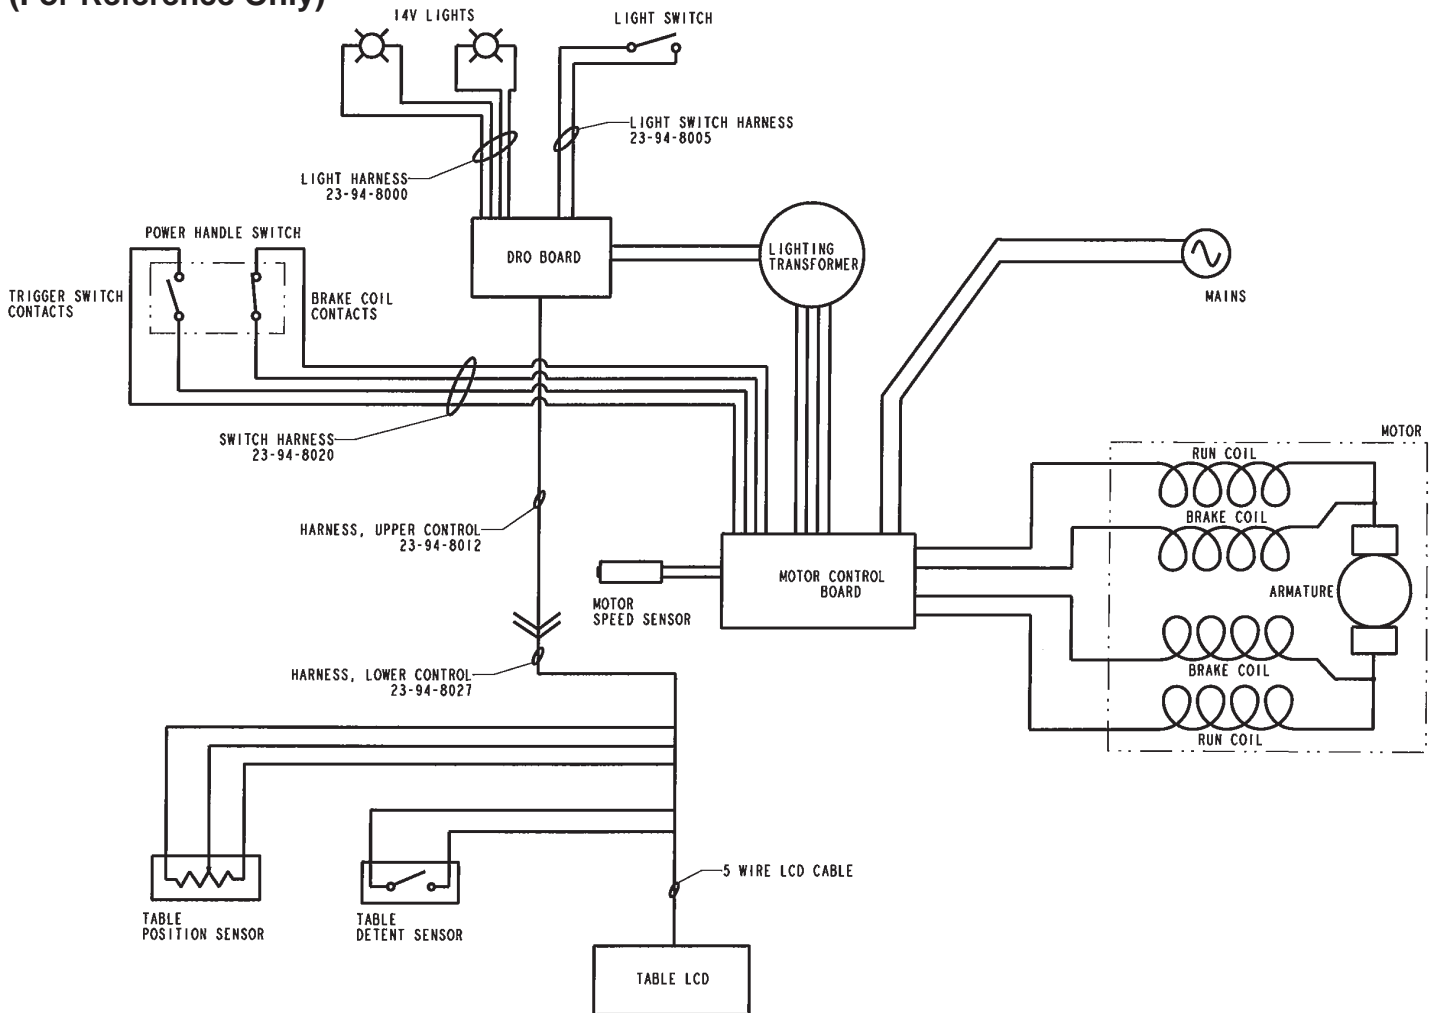 (For Reference Only)
14V LIGHTS
LIGHT SWITCH
LIGHT SWITCH HARNESS
23-94-8005
LIGHT HARNESS
23-94-8000
POWER HANDLE SWITCH
DRO BOARD
LIGHTING
TRANSFORMER
MAINS
TRIGGER SWITCH
CONTACTS
BRAKE COIL
CONTACTS
SWITCH HARNESS
23-94-8020
MOTOR
RUN COIL
BRAKE COIL
HARNESS, UPPER CONTROL
23-94-8012
MOTOR CONTROL
BOARD
ARMATURE
MOTOR
SPEED SENSOR
HARNESS, LOWER CONTROL
23-94-8027
BRAKE COIL
RUN COIL
5 WIRE LCD CABLE
TABLE
POSITION SENSOR
TABLE
DETENT SENSOR
TABLE LCD